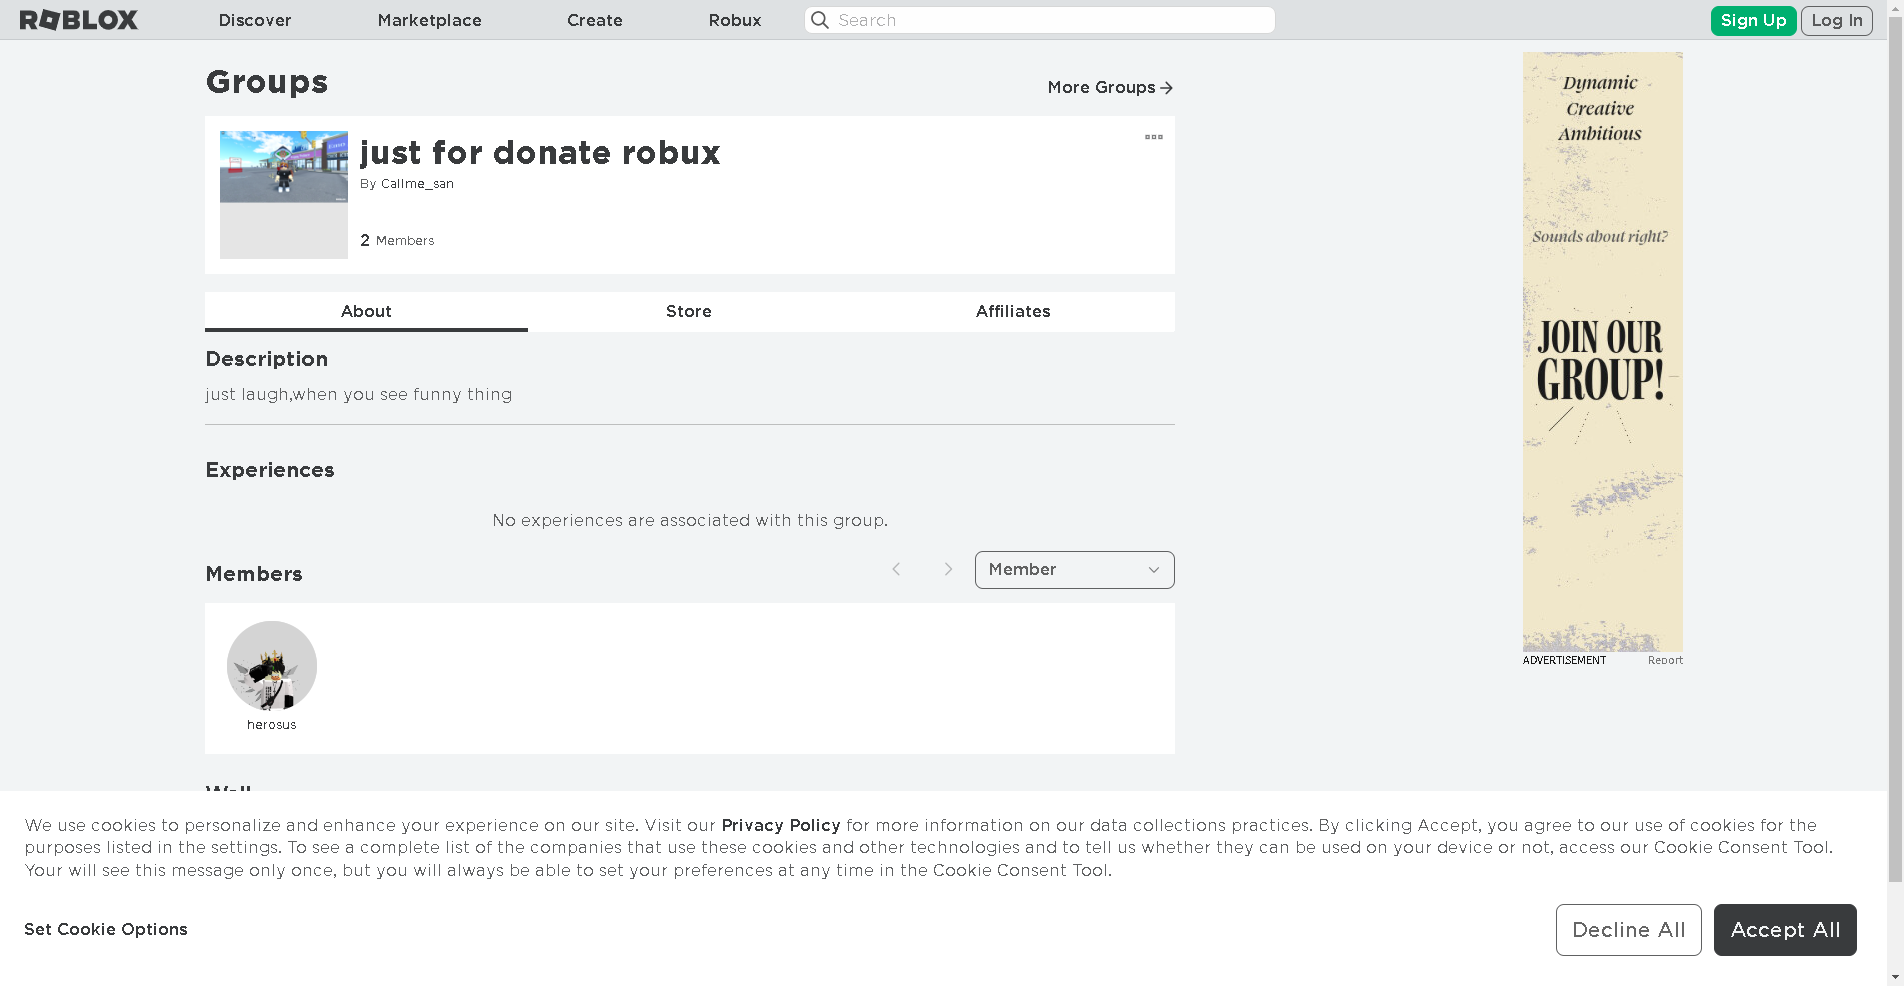 ROBLOX
Discover
Marketplace
Create
Robux
Search
Sign Up
Log In
Groups
More Groups
just for donate robux
By Callme_san
2 Members
About
Store
Affiliates
Description
just laugh,when you see funny thing
Experiences
No experiences are associated with this group.
Members
Member
herosus
Wall
Dynamic
Creative
Ambitious
Sounds about right?
JOIN OUR
GROUP!
ADVERTISEMENT
Report
We use cookies to personalize and enhance your experience on our site. Visit our Privacy Policy for more information on our data collections practices. By clicking Accept, you agree to our use of cookies for the
purposes listed in the settings. To see a complete list of the companies that use these cookies and other technologies and to tell us whether they can be used on your device or not, access our Cookie Consent Tool.
Your will see this message only once, but you will always be able to set your preferences at any time in the Cookie Consent Tool.
Set Cookie Options
Decline All
Accept All